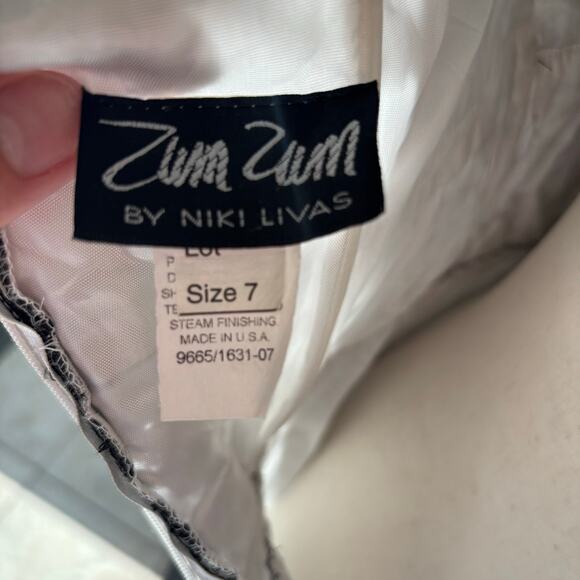 Zum Zum
BY NIKI LIVAS
Size 7
STEAM FINISHING.
MADE IN U.S.A.
9665/1631-07